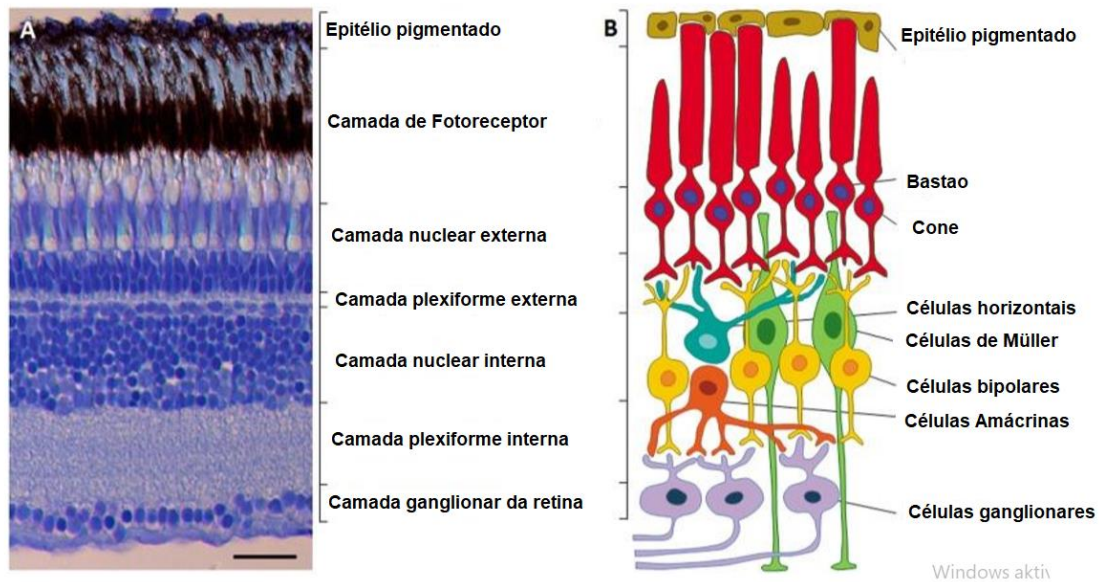 A
Epitélio pigmentado
Camada de Fotoreceptor
Camada nuclear externa
Camada plexiforme externa
Camada nuclear interna
Camada plexiforme interna
Camada ganglionar da retina
B
Epitélio pigmentado
Bastao
Cone
Células horizontais
Células de Müller
Células bipolares
Células Amácrinas
Células ganglionares
Windows aktiv